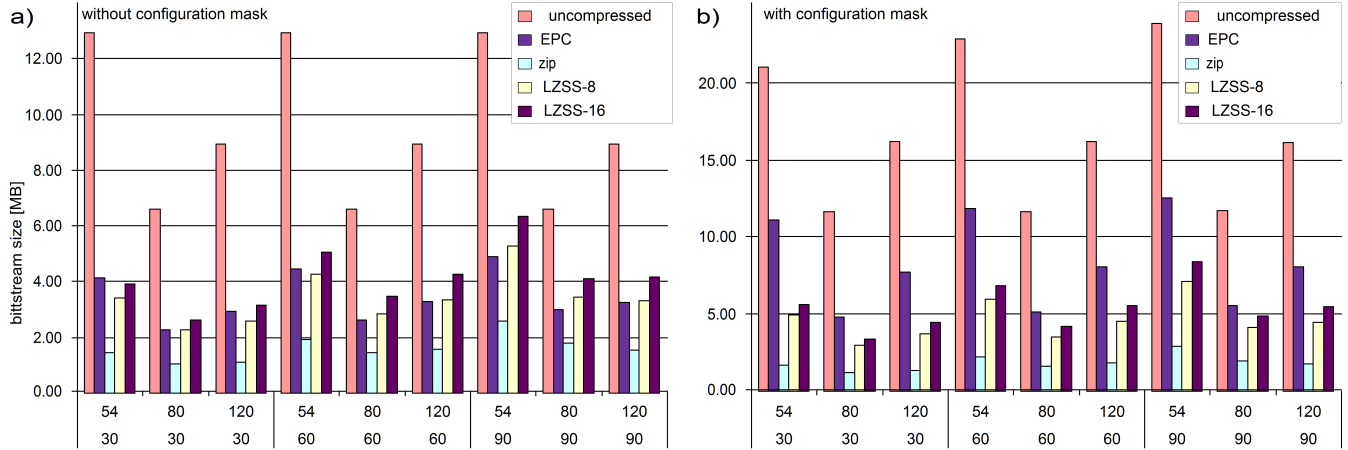 a)
without configuration mask
uncompressed
EPC
zip
LZSS-8
LZSS-16
bittstream size [MB]
12.00
10.00
8.00
6.00
4.00
2.00
0.00
54 80 120 54 80 120 54 80 120
30 30 30 60 60 60 90 90 90
b)
with configuration mask
uncompressed
EPC
zip
LZSS-8
LZSS-16
20.00
15.00
10.00
5.00
0.00
54 80 120 54 80 120 54 80 120
30 30 30 60 60 60 90 90 90